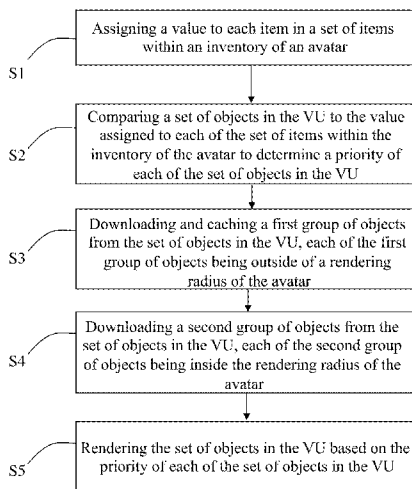 S1
Assigning a value to each item in a set of items
within an inventory of an avatar
S2
Comparing a set of objects in the VU to the value
assigned to each of the set of items within the
inventory of the avatar to determine a priority of
each of the set of objects in the VU
S3
Downloading and caching a first group of objects
from the set of objects in the VU, each of the first
group of objects being outside of a rendering
radius of the avatar
S4
Downloading a second group of objects from the
set of objects in the VU, each of the second group
of objects being inside the rendering radius of the
avatar
S5
Rendering the set of objects in the VU based on the
priority of each of the set of objects in the VU